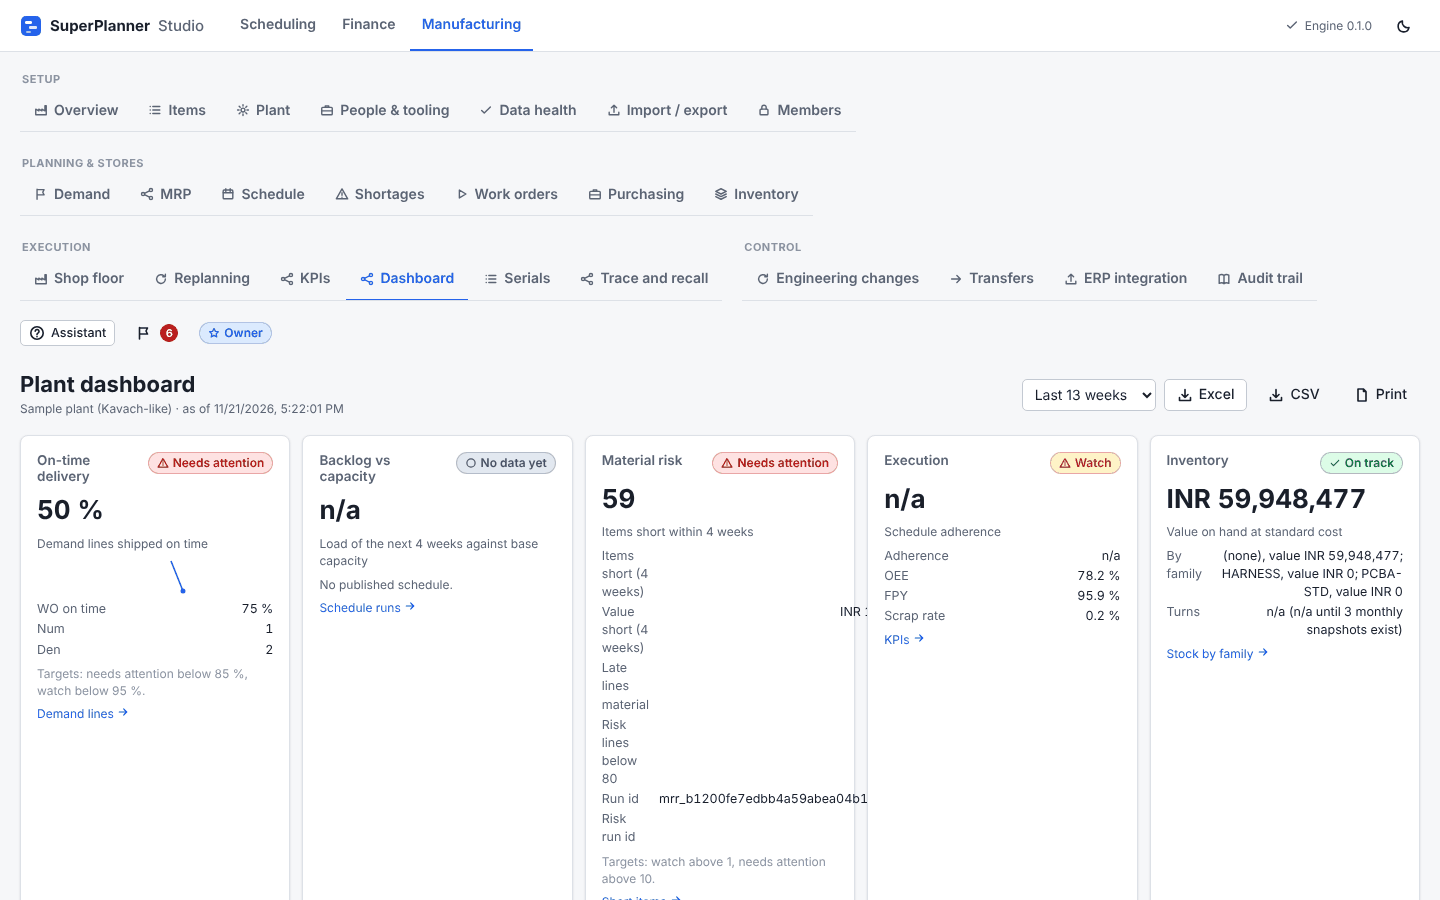 SuperPlanner Studio
Scheduling
Finance
Manufacturing
Engine 0.1.0
SETUP
Overview
Items
Plant
People & tooling
Data health
Import / export
Members
PLANNING & STORES
Demand
MRP
Schedule
Shortages
Work orders
Purchasing
Inventory
EXECUTION
Shop floor
Replanning
KPIs
Dashboard
Serials
Trace and recall
CONTROL
Engineering changes
Transfers
ERP integration
Audit trail
Assistant
6
Owner
Plant dashboard
Sample plant (Kavach-like) · as of 11/21/2026, 5:22:01 PM
Last 13 weeks
Excel
CSV
Print
On-time
delivery
Needs attention
50 %
Demand lines shipped on time
WO on time 75 %
Num 1
Den 2
Targets: needs attention below 85 %,
watch below 95 %.
Demand lines →
Backlog vs
capacity
No data yet
n/a
Load of the next 4 weeks against base
capacity
No published schedule.
Schedule runs →
Material risk
Needs attention
59
Items short within 4 weeks
Items
short (4
weeks)
Value INR
short (4
weeks)
Late
lines
material
Risk
lines
below
80
Run id mrr_b1200fe7edbb4a59abea04b1
Risk
run id
Targets: watch above 1, needs attention
above 10.
Short items →
Execution
Watch
n/a
Schedule adherence
Adherence n/a
OEE 78.2 %
FPY 95.9 %
Scrap rate 0.2 %
KPIs →
Inventory
On track
INR 59,948,477
Value on hand at standard cost
By (none), value INR 59,948,477;
family HARNESS, value INR 0; PCBA-
STD, value INR 0
Turns n/a (n/a until 3 monthly
snapshots exist)
Stock by family →